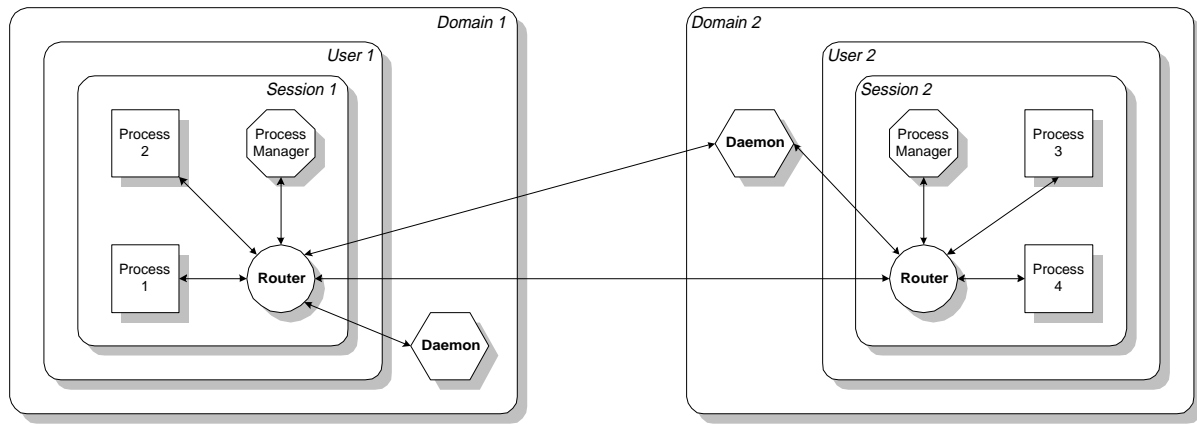 Domain 1
User 1
Session 1
Process
2
Process
Manager
Process
1
Router
Daemon
Domain 2
User 2
Session 2
Daemon
Process
Manager
Process
3
Router
Process
4